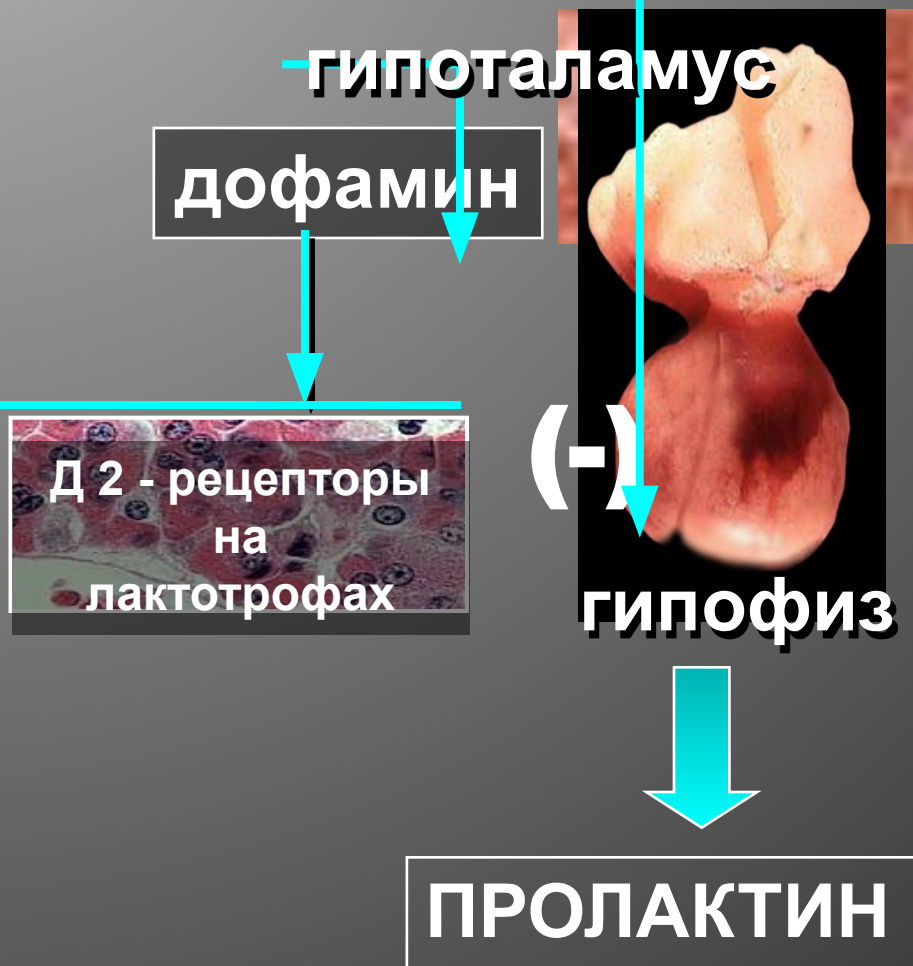 гипоталамус
дофамин
Д 2 - рецепторы
на
лактотрофах
(-)
гипофиз
ПРОЛАКТИН